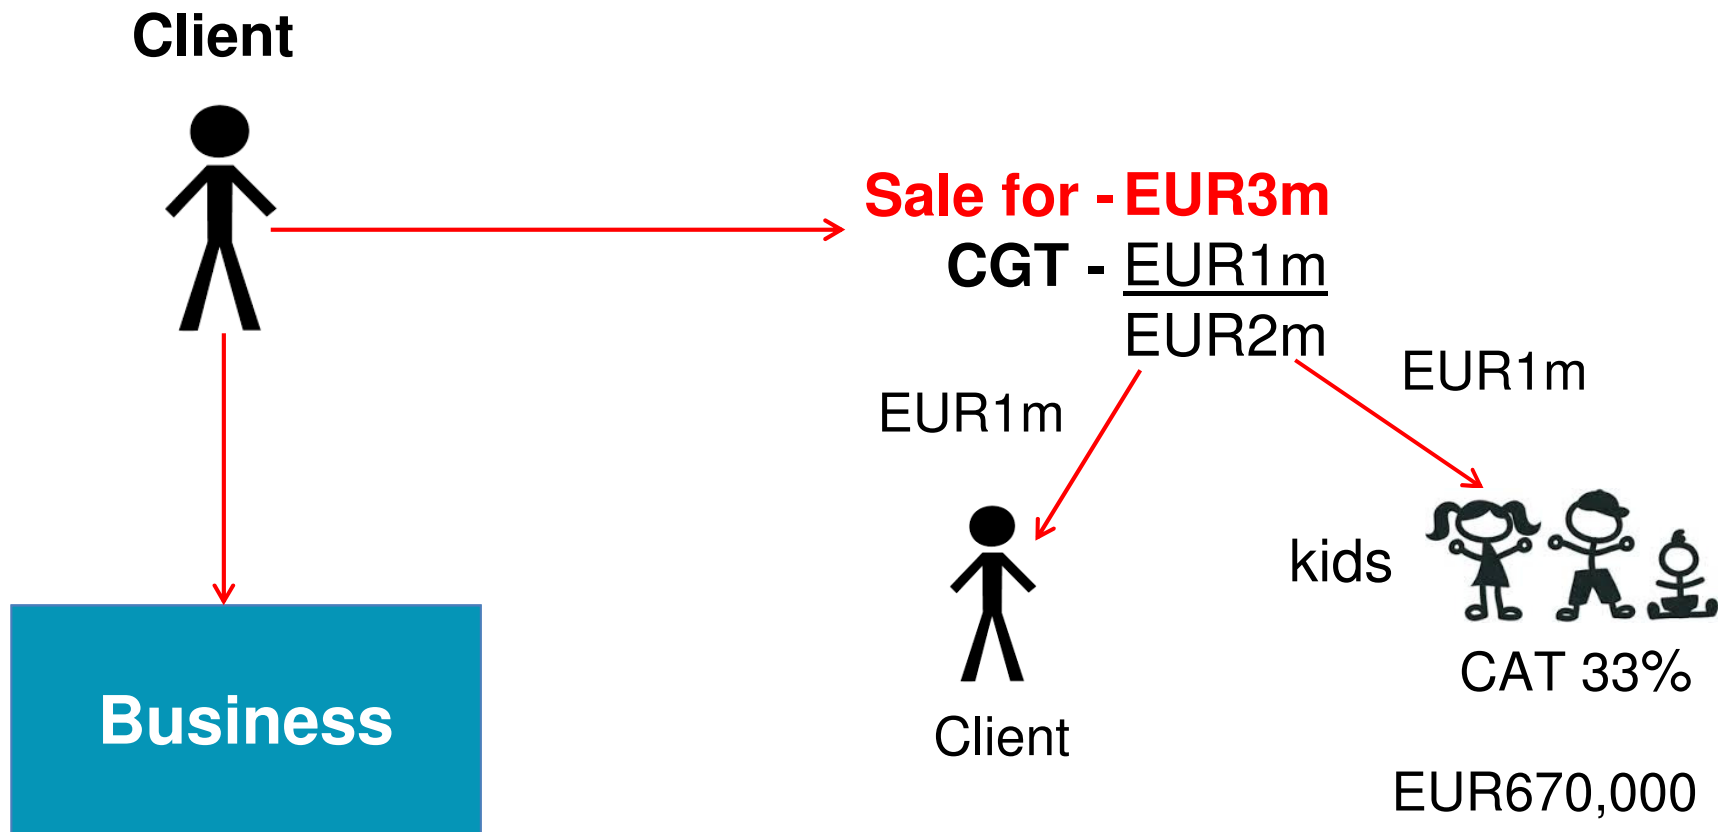 Client
Sale for - EUR3m
CGT - EUR1m
EUR2m
EUR1m
EUR1m
kids
CAT 33%
Client
Business
EUR670,000